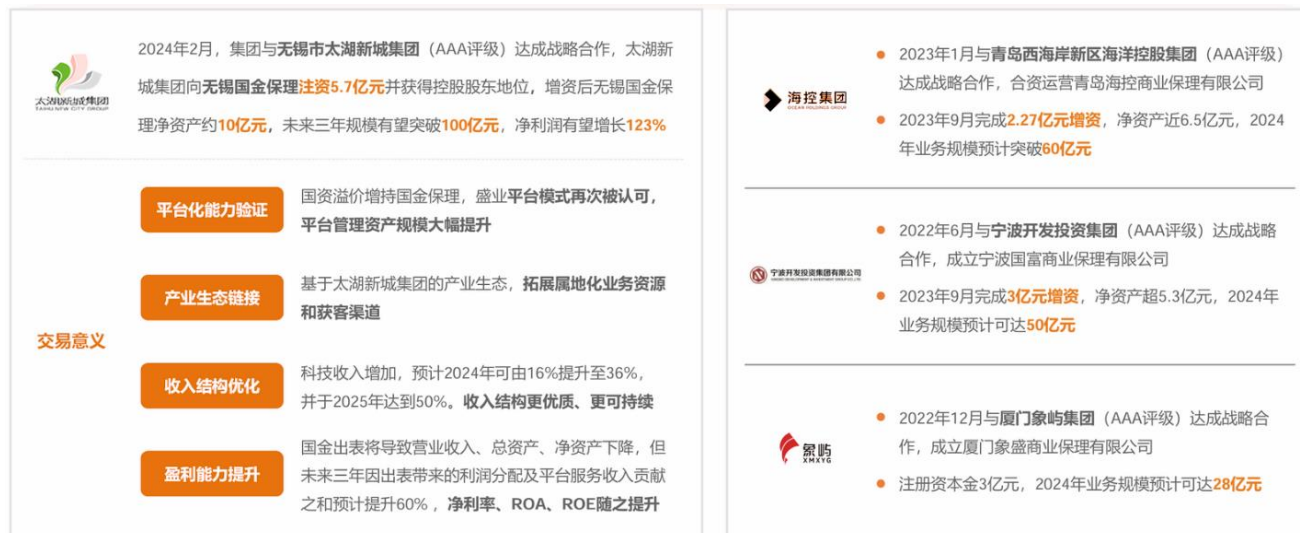 太湖新城集团
TAIHU NEW CITY GROUP
2024年2月，集团与无锡市太湖新城集团（AAA评级）达成战略合作，太湖新
城集团向无锡国金保理注资5.7亿元并获得控股股东地位，增资后无锡国金保
理净资产约10亿元，未来三年规模有望突破100亿元，净利润有望增长123%
交易意义
平台化能力验证
国资溢价增持国金保理，盛业平台模式再次被认可，
平台管理资产规模大幅提升
产业生态链接
基于太湖新城集团的产业生态，拓展属地化业务资源
和获客渠道
收入结构优化
科技收入增加，预计2024年可由16%提升至36%，
并于2025年达到50%。收入结构更优质、更可持续
盈利能力提升
国金出表将导致营业收入、总资产、净资产下降，但
未来三年因出表带来的利润分配及平台服务收入贡献
之和预计提升60%，净利率、ROA、ROE随之提升
海控集团
OCEAN HOLDINGS GROUP
● 2023年1月与青岛西海岸新区海洋控股集团（AAA评级）
达成战略合作，合资运营青岛海控商业保理有限公司
● 2023年9月完成2.27亿元增资，净资产近6.5亿元，2024
年业务规模预计突破60亿元
宁波开发投资集团有限公司
NINGBO DEVELOPMENT & INVESTMENT GROUP CO.,LTD
● 2022年6月与宁波开发投资集团（AAA评级）达成战略
合作，成立宁波国富商业保理有限公司
● 2023年9月完成3亿元增资，净资产超5.3亿元，2024年
业务规模预计可达50亿元
象屿
XMXYG
● 2022年12月与厦门象屿集团（AAA评级）达成战略合
作，成立厦门象盛商业保理有限公司
● 注册资本金3亿元，2024年业务规模预计可达28亿元